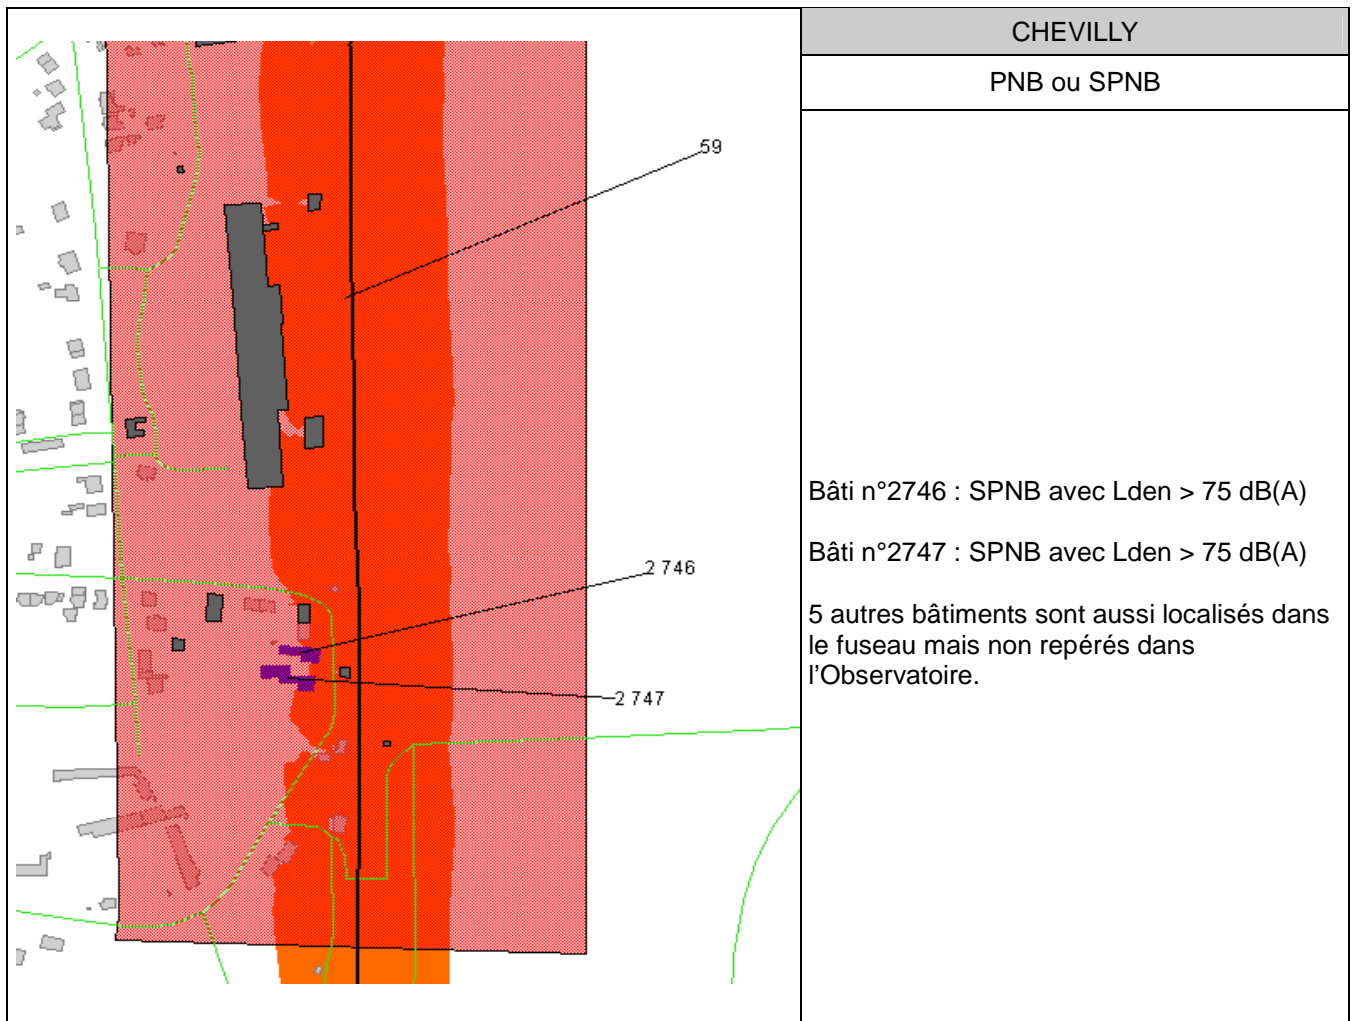 CHEVILLY
PNB ou SPNB
59
2 746
2 747
Bâti n°2746 : SPNB avec Lden > 75 dB(A)
Bâti n°2747 : SPNB avec Lden > 75 dB(A)
5 autres bâtiments sont aussi localisés dans
le fuseau mais non repérés dans
l'Observatoire.